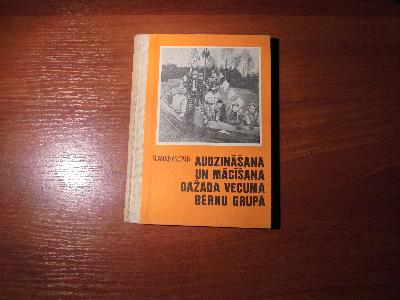 AUDZINĀŠANA
UN MĀCĪŠANA
DAŽĀDA VECUMA
BĒRNU GRUPĀ